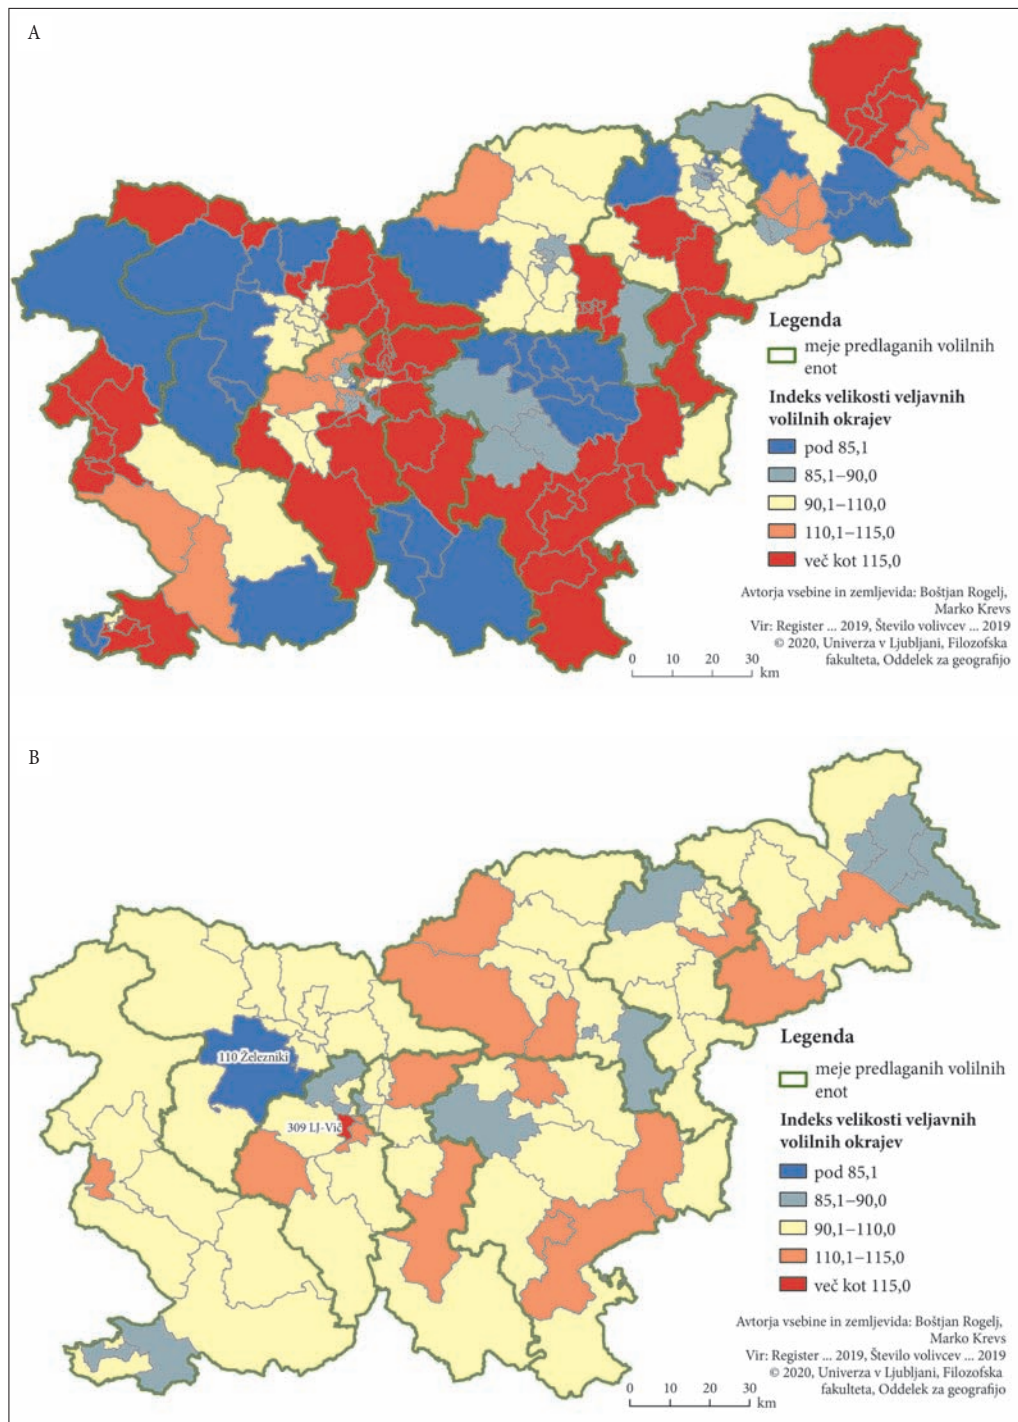 A
Legenda
meje predlaganih volilnih
enot
Indeks velikosti veljavnih
volilnih okrajev
pod 85,1
85,1–90,0
90,1–110,0
110,1–115,0
več kot 115,0
Avtorja vsebine in zemljevida: Boštjan Rogelj,
Marko Krevs
Vir: Register ... 2019, Število volivcev ... 2019
© 2020, Univerza v Ljubljani, Filozofska
fakulteta, Oddelek za geografijo
0 10 20 30
km
B
110 Železniki
309 LJ-Vič
Legenda
meje predlaganih volilnih
enot
Indeks velikosti veljavnih
volilnih okrajev
pod 85,1
85,1–90,0
90,1–110,0
110,1–115,0
več kot 115,0
Avtorja vsebine in zemljevida: Boštjan Rogelj,
Marko Krevs
Vir: Register ... 2019, Število volivcev ... 2019
© 2020, Univerza v Ljubljani, Filozofska
fakulteta, Oddelek za geografijo
0 10 20 30
km